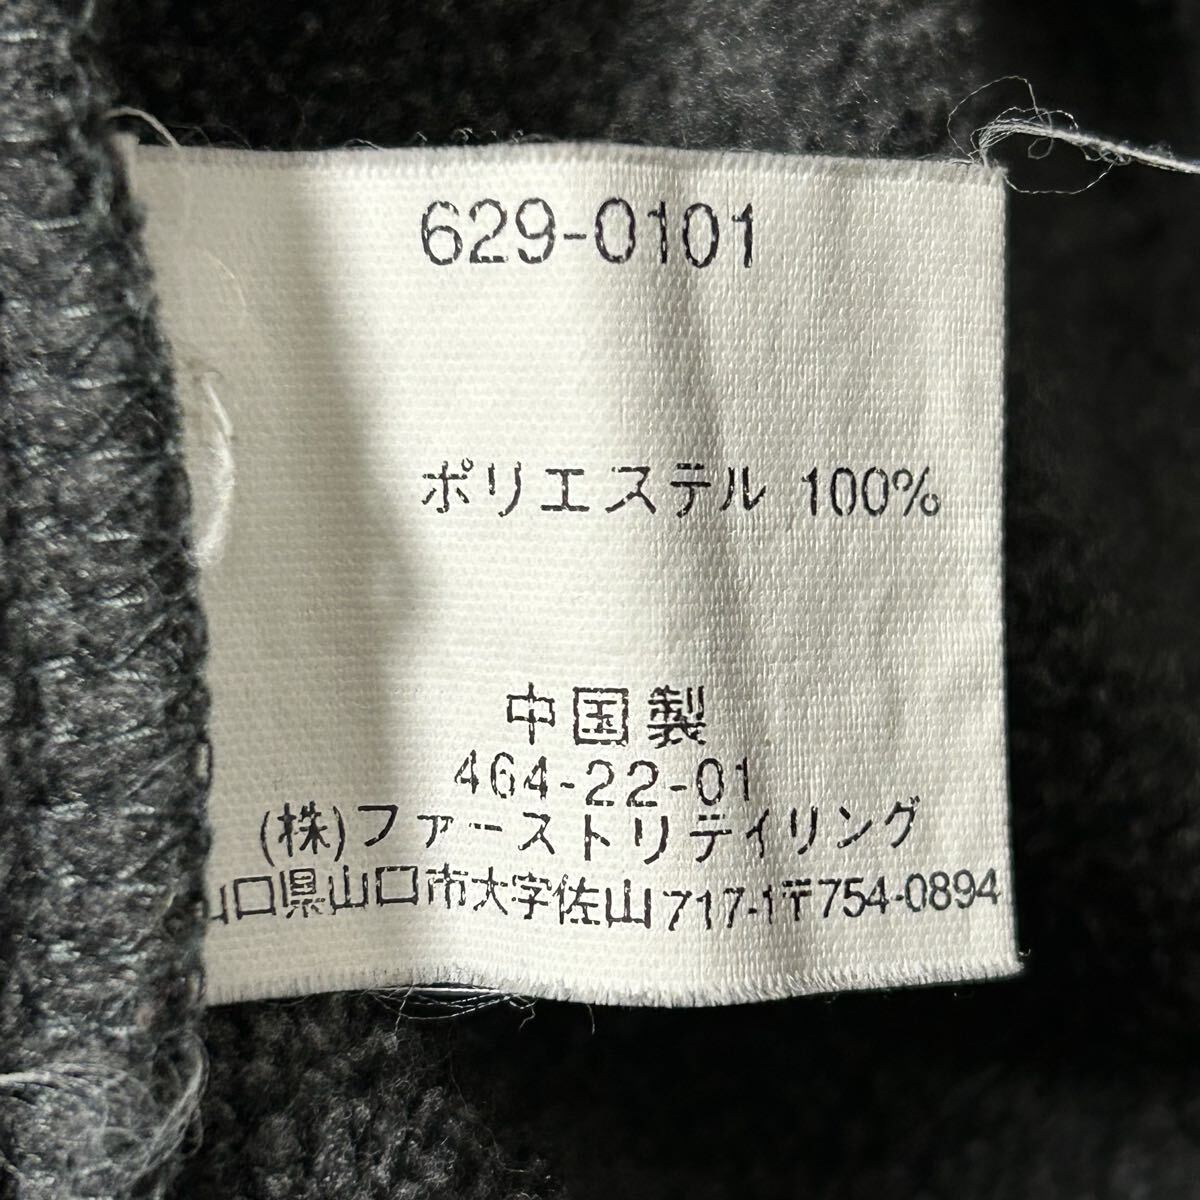 629-0101
ポリエステル 100%
中国製
464-22-01
(株)ファーストリテイリング
山口県山口市大字佐山717-1〒754-0894